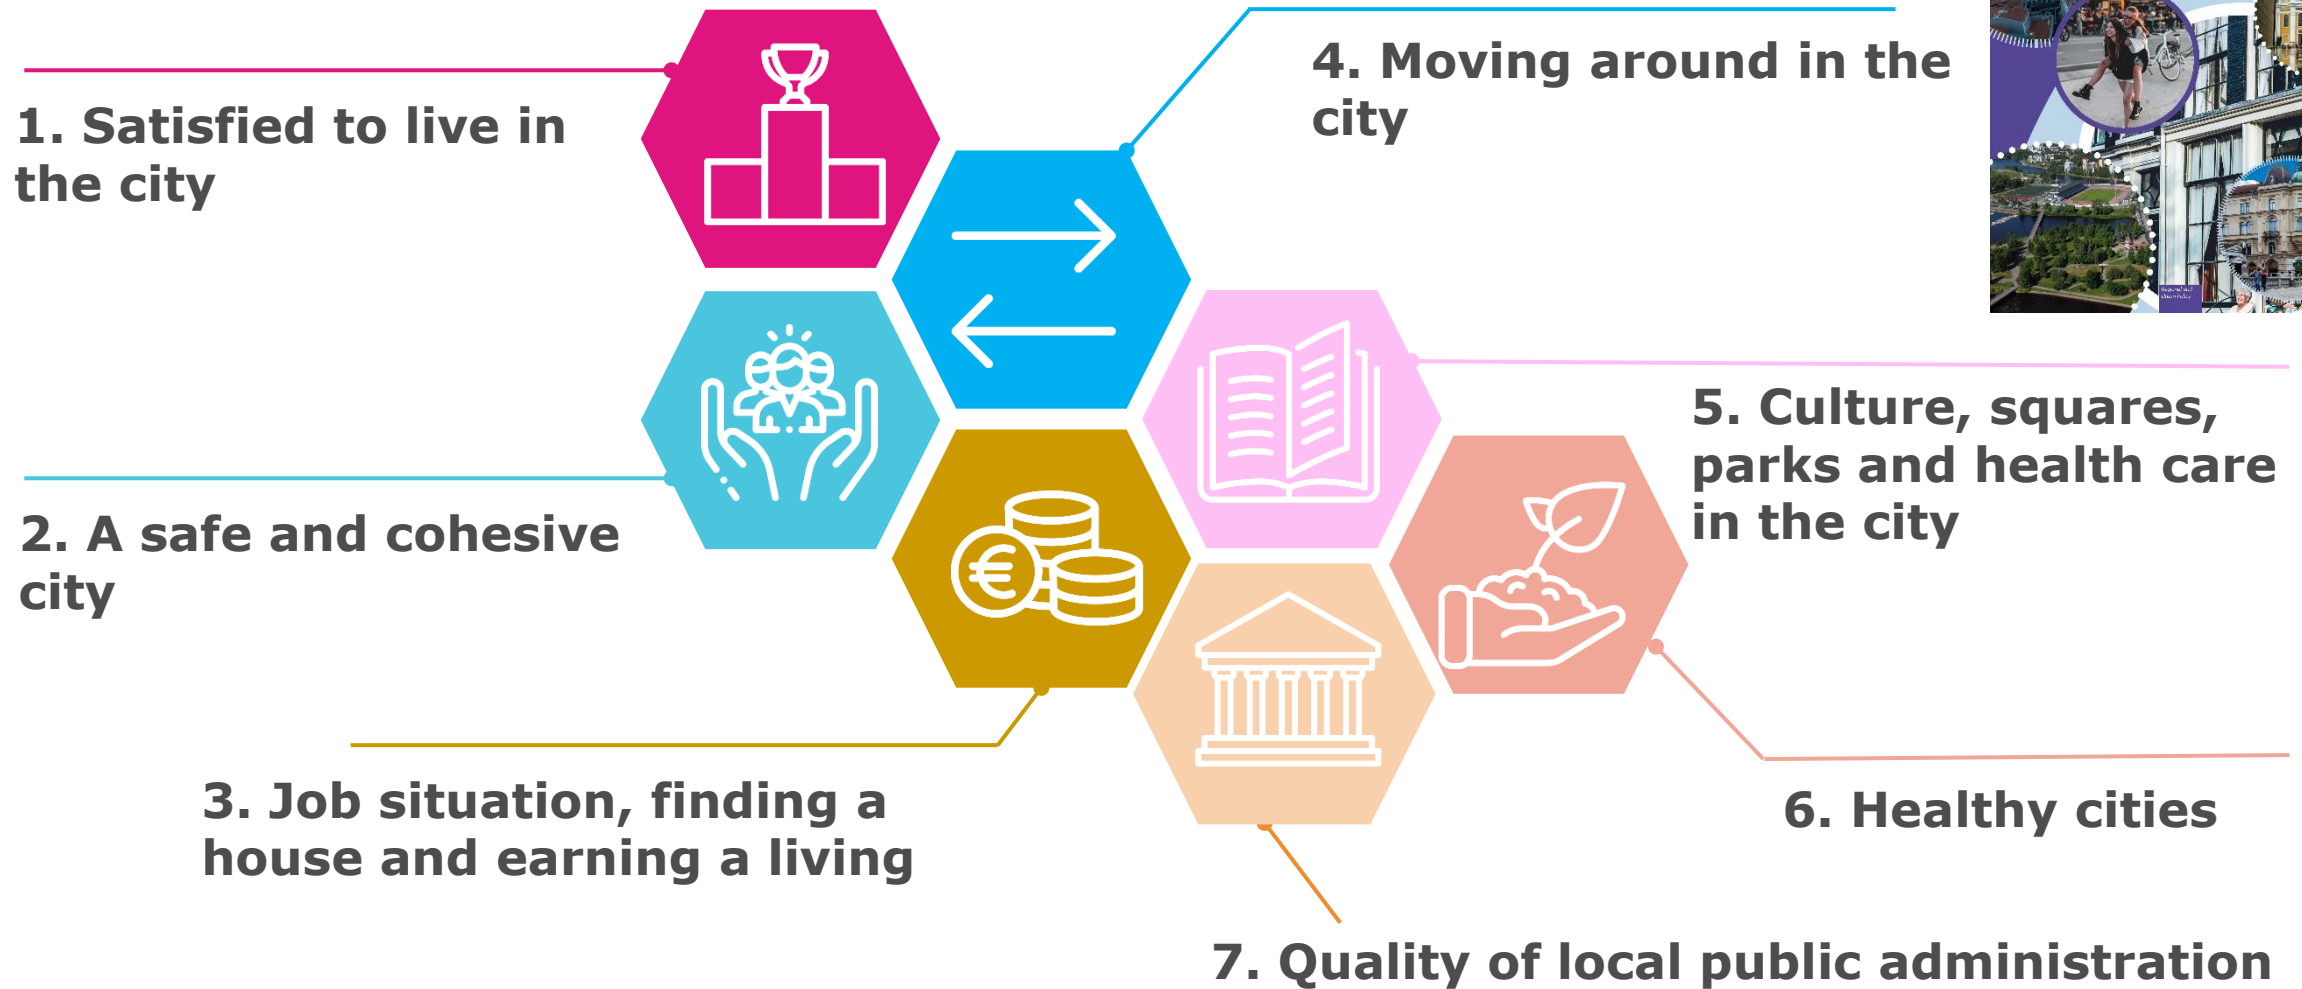 1. Satisfied to live in
the city
2. A safe and cohesive
city
3. Job situation, finding a
house and earning a living
4. Moving around in the
city
5. Culture, squares,
parks and health care
in the city
6. Healthy cities
7. Quality of local public administration